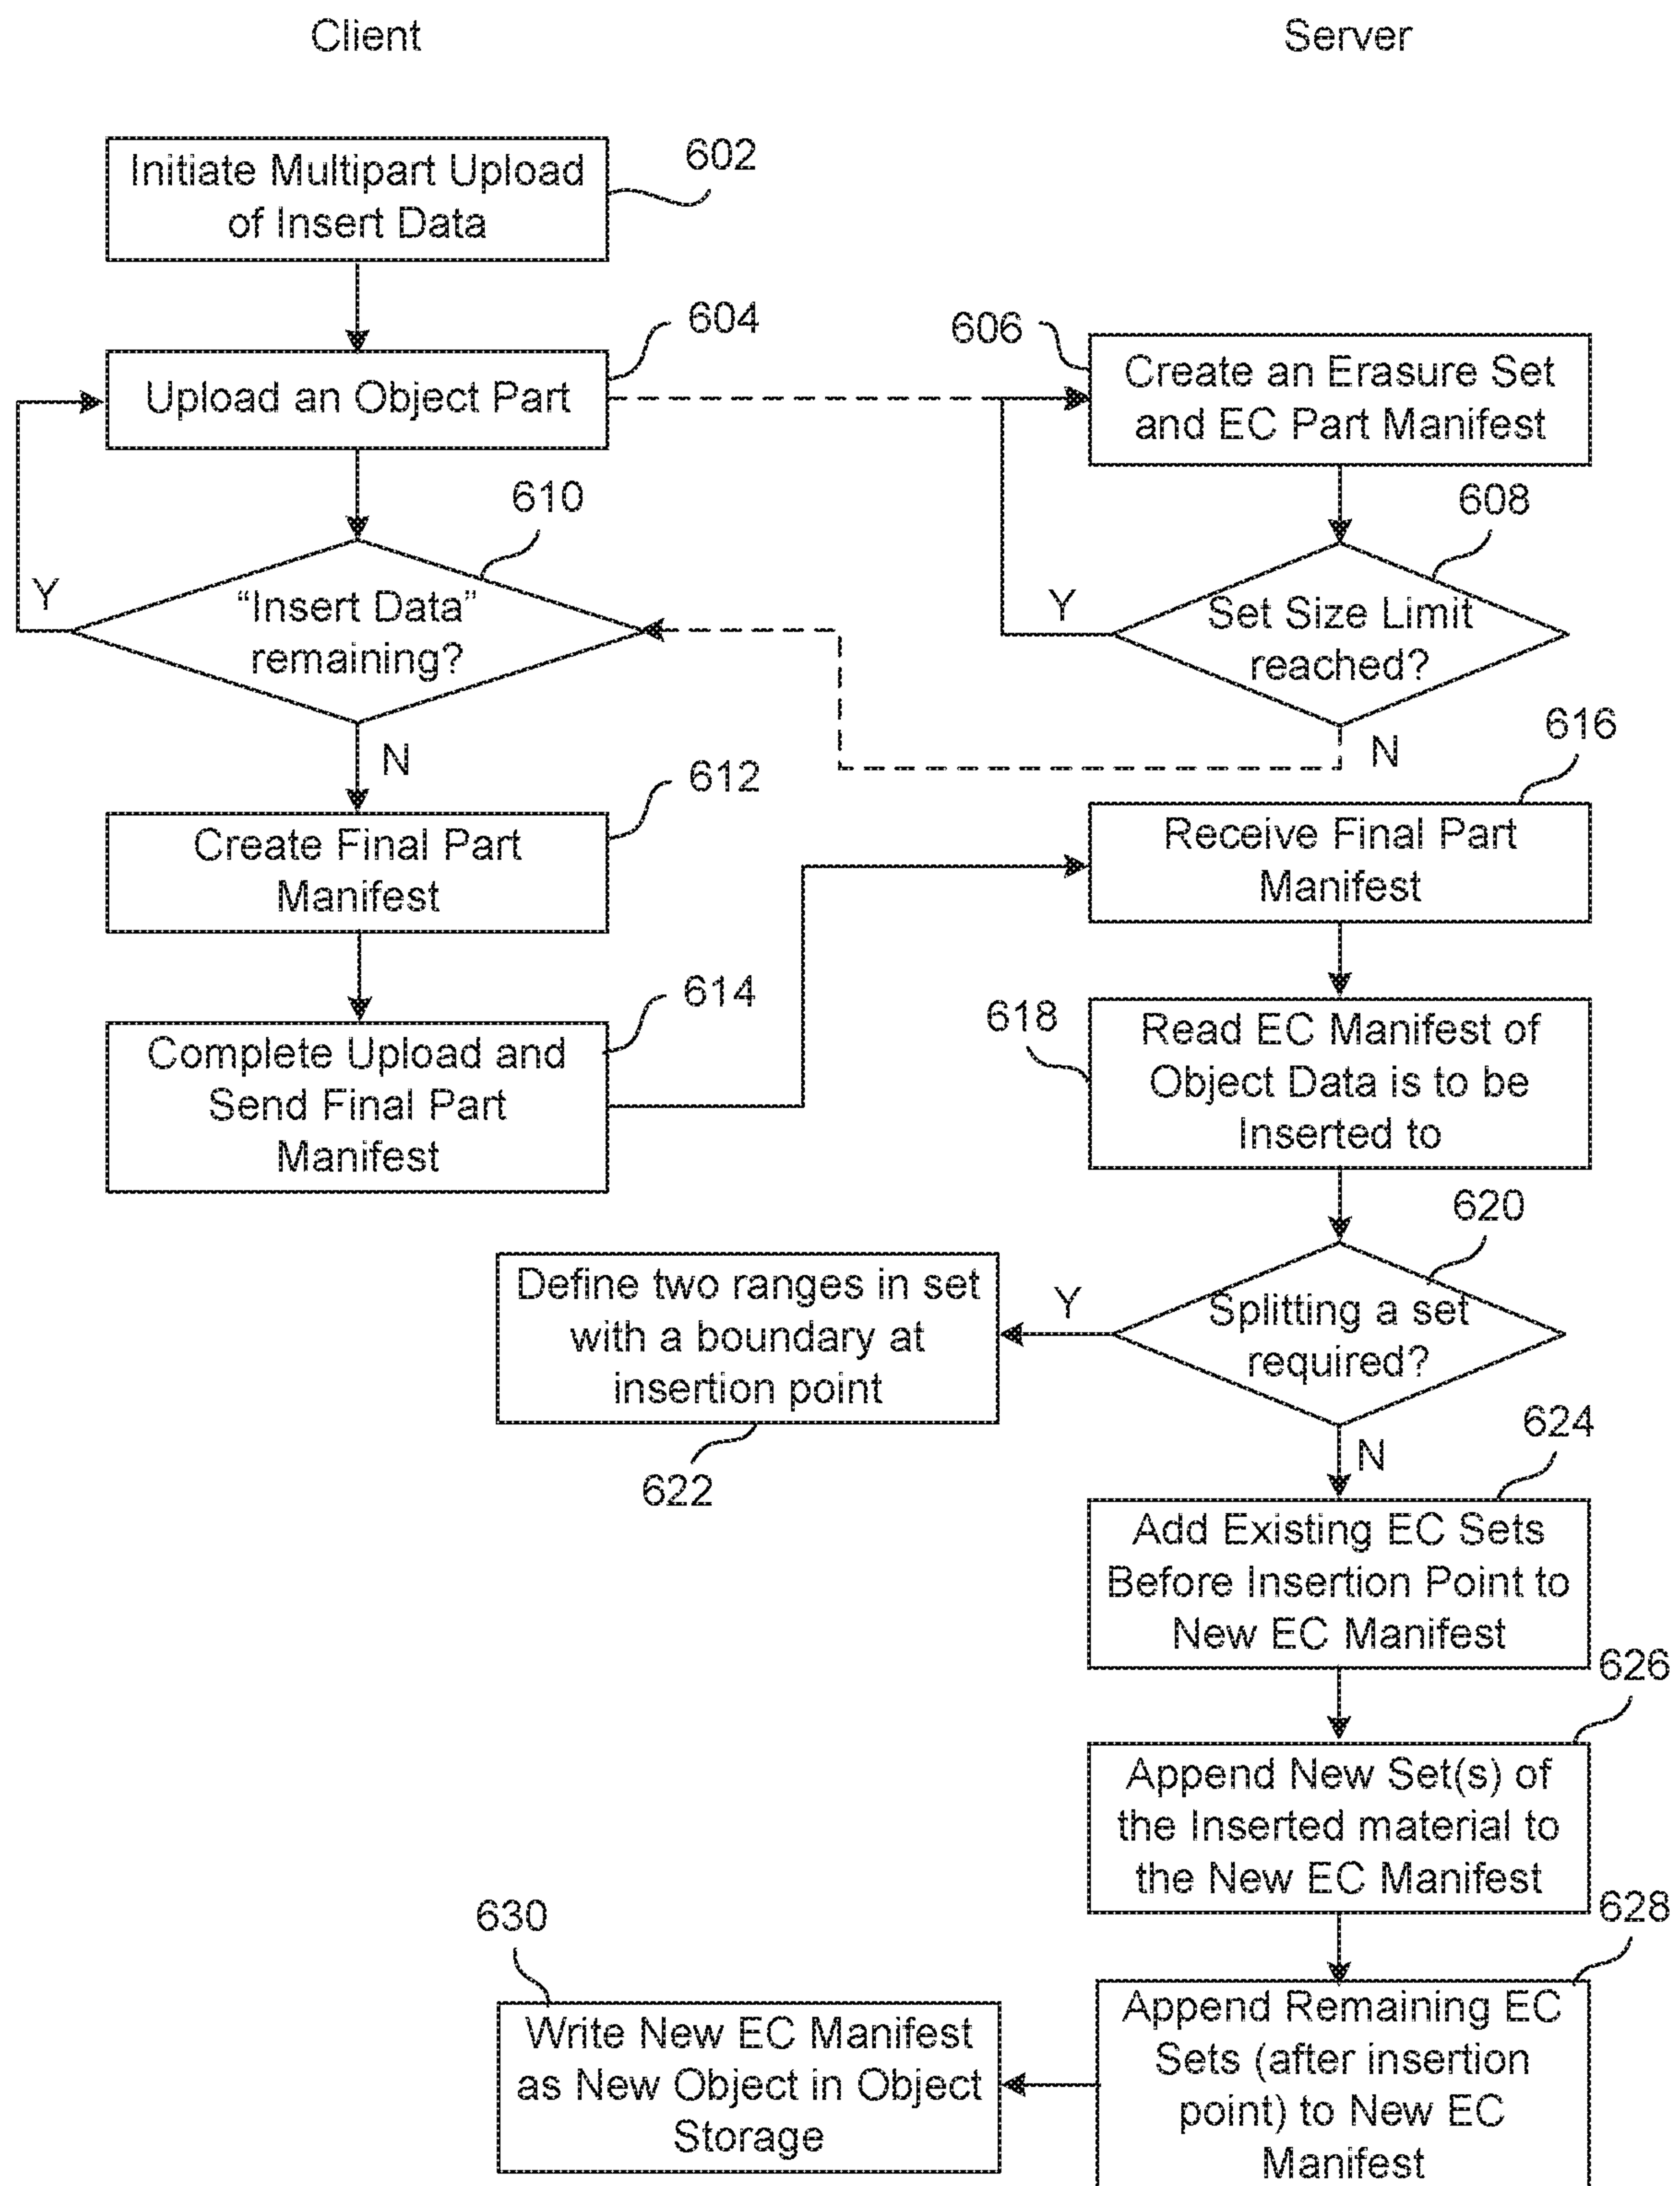 Client
Server
602
Initiate Multipart Upload
of Insert Data
604
Upload an Object Part
606
Create an Erasure Set
and EC Part Manifest
610
608
Y
“Insert Data”
remaining?
Y
Set Size Limit
reached?
N
N
612
616
Create Final Part
Manifest
Receive Final Part
Manifest
614
Complete Upload and
Send Final Part
Manifest
618
Read EC Manifest of
Object Data is to be
Inserted to
620
Define two ranges in set
with a boundary at
insertion point
Y
Splitting a set
required?
622
N
624
Add Existing EC Sets
Before Insertion Point to
New EC Manifest
626
Append New Set(s) of
the Inserted material to
the New EC Manifest
628
630
Write New EC Manifest
as New Object in Object
Storage
Append Remaining EC
Sets (after insertion
point) to New EC
Manifest